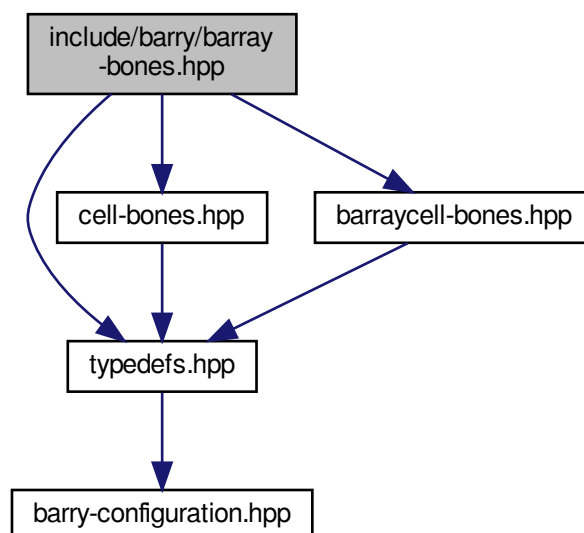 include/barry/barray
-bones.hpp
cell-bones.hpp
barraycell-bones.hpp
typedefs.hpp
barry-configuration.hpp